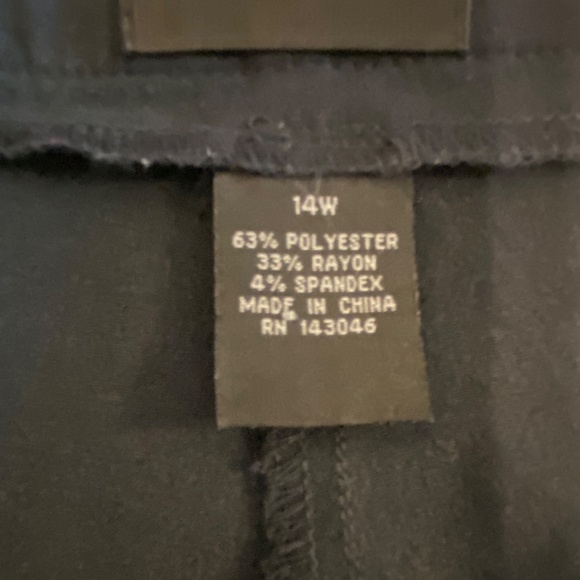 14W
63% POLYESTER
33% RAYON
4% SPANDEX
MADE IN CHINA
RN 143046